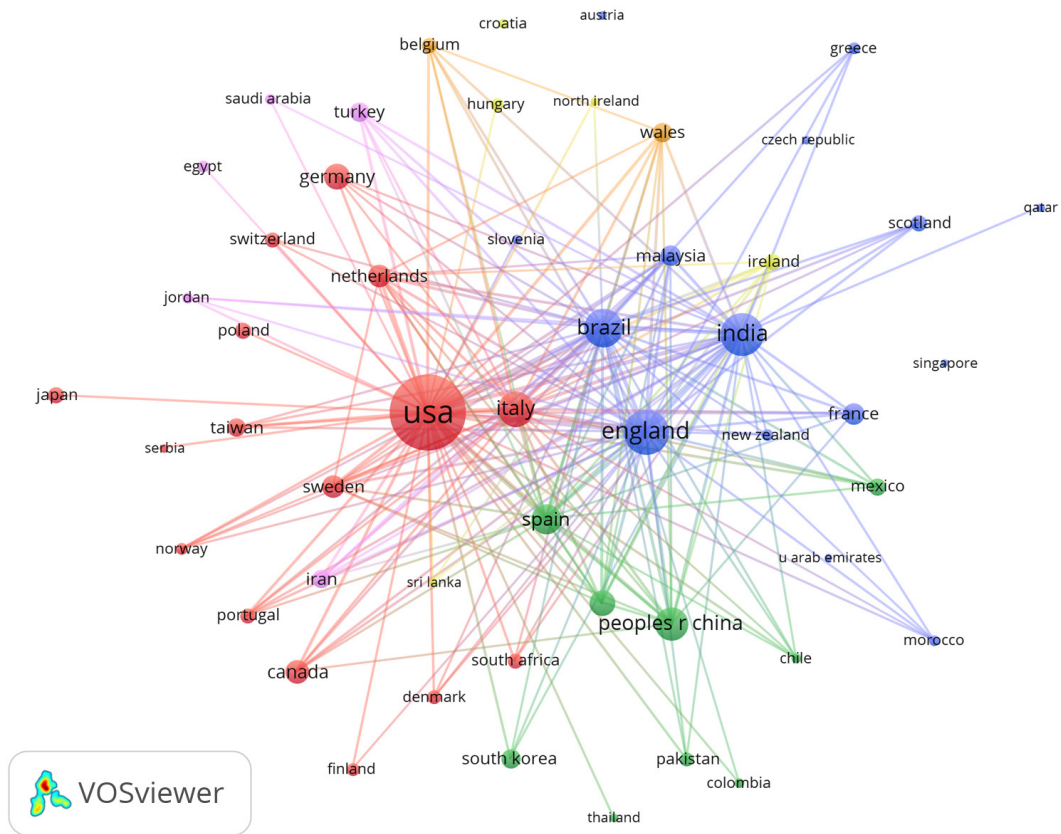 austria
croatia
belgium
greece
saudi arabia
turkey
hungary
north ireland
wales
czech republic
egypt
germany
qatar
scotland
switzerland
slovenia
malaysia
ireland
netherlands
jordan
poland
brazil
india
singapore
japan
usa
italy
france
taiwan
england
new zealand
serbia
sweden
mexico
spain
norway
u arab emirates
iran
sri lanka
portugal
peoples r china
morocco
canada
south africa
chile
denmark
south korea
pakistan
finland
colombia
VOSviewer
thailand